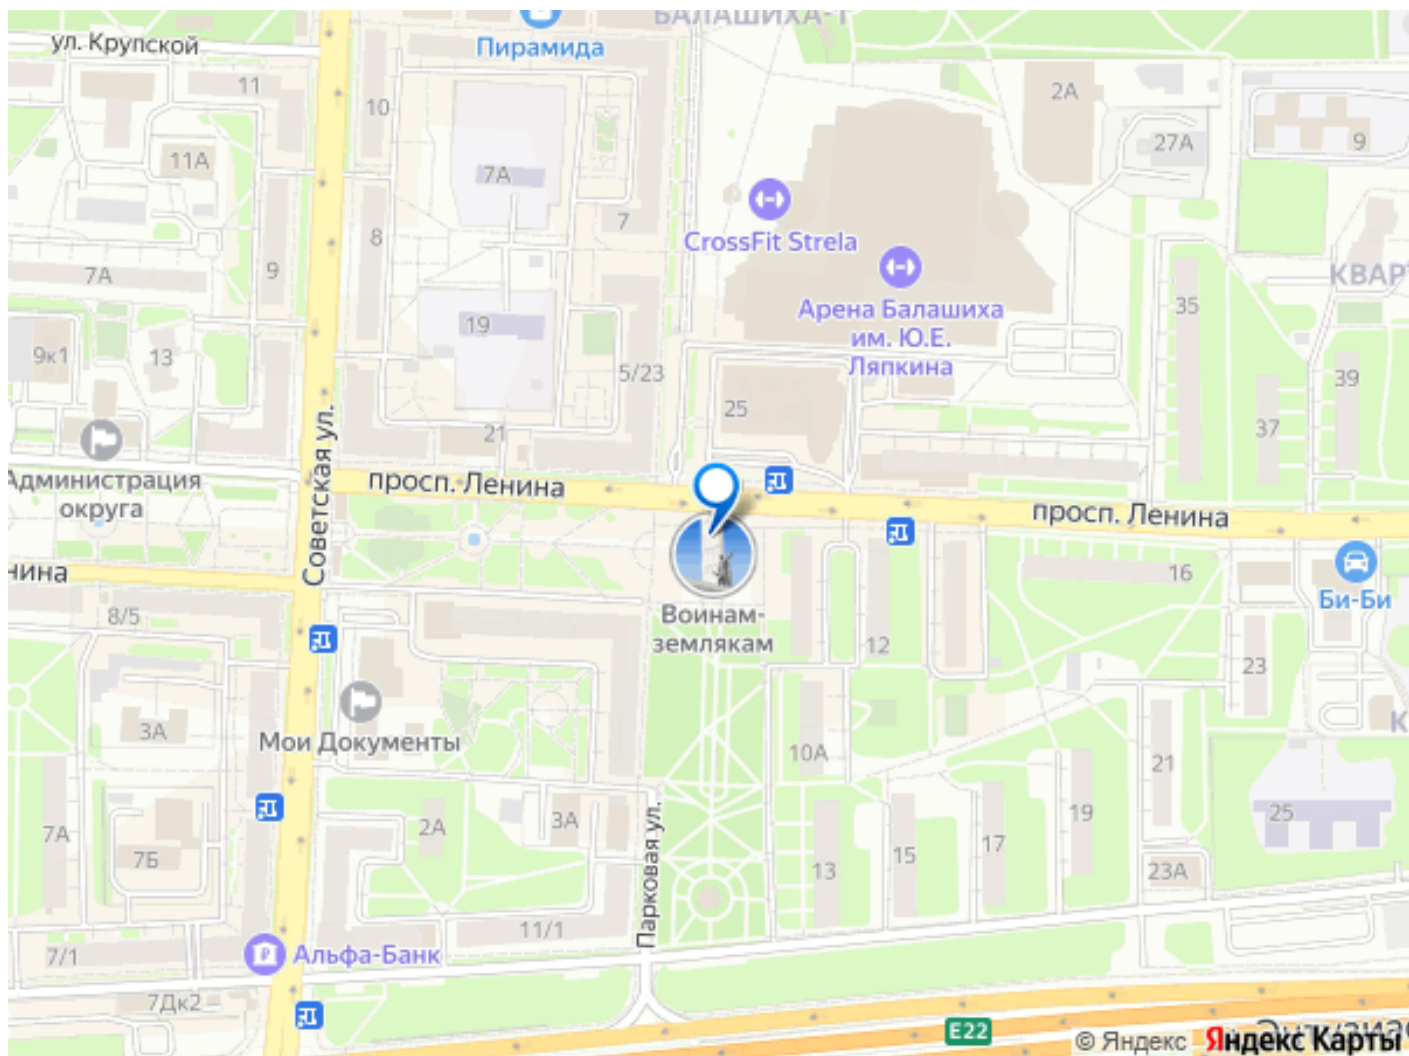 БАЛАШИХА-1
ул. Крупской
Пирамида
11
10
2А
27А
9
11А
7А
7
CrossFit Strela
8
9
7А
КВАР
Арена Балашиха
им. Ю.Е.
Ляпкина
35
19
9к1
13
5/23
39
25
37
21
Администрация
округа
Советская ул.
просп. Ленина
просп. Ленина
нина
16
Би-Би
8/5
Воинам-
землякам
12
23
3А
Мои Документы
10А
К
21
7А
2А
3А
19
25
7Б
Парковая ул.
13
15
17
23А
11/1
7/1
Альфа-Банк
7Дк2
Е22
© Яндекс
Яндекс Карты